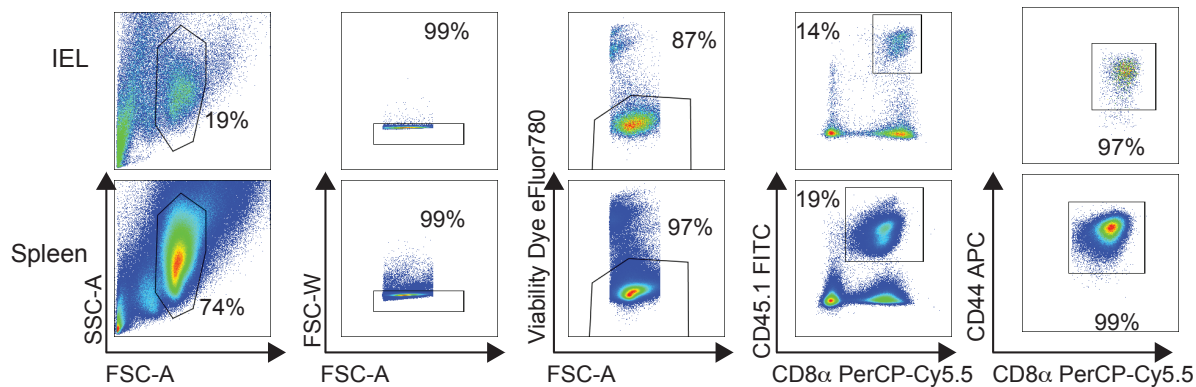 IEL
19%
99%
87%
14%
97%
Spleen
74%
99%
97%
19%
99%
SSC-A
FSC-W
Viability Dye eFluor780
CD45.1 FITC
CD44 APC
FSC-A
FSC-A
FSC-A
CD8α PerCP-Cy5.5
CD8α PerCP-Cy5.5